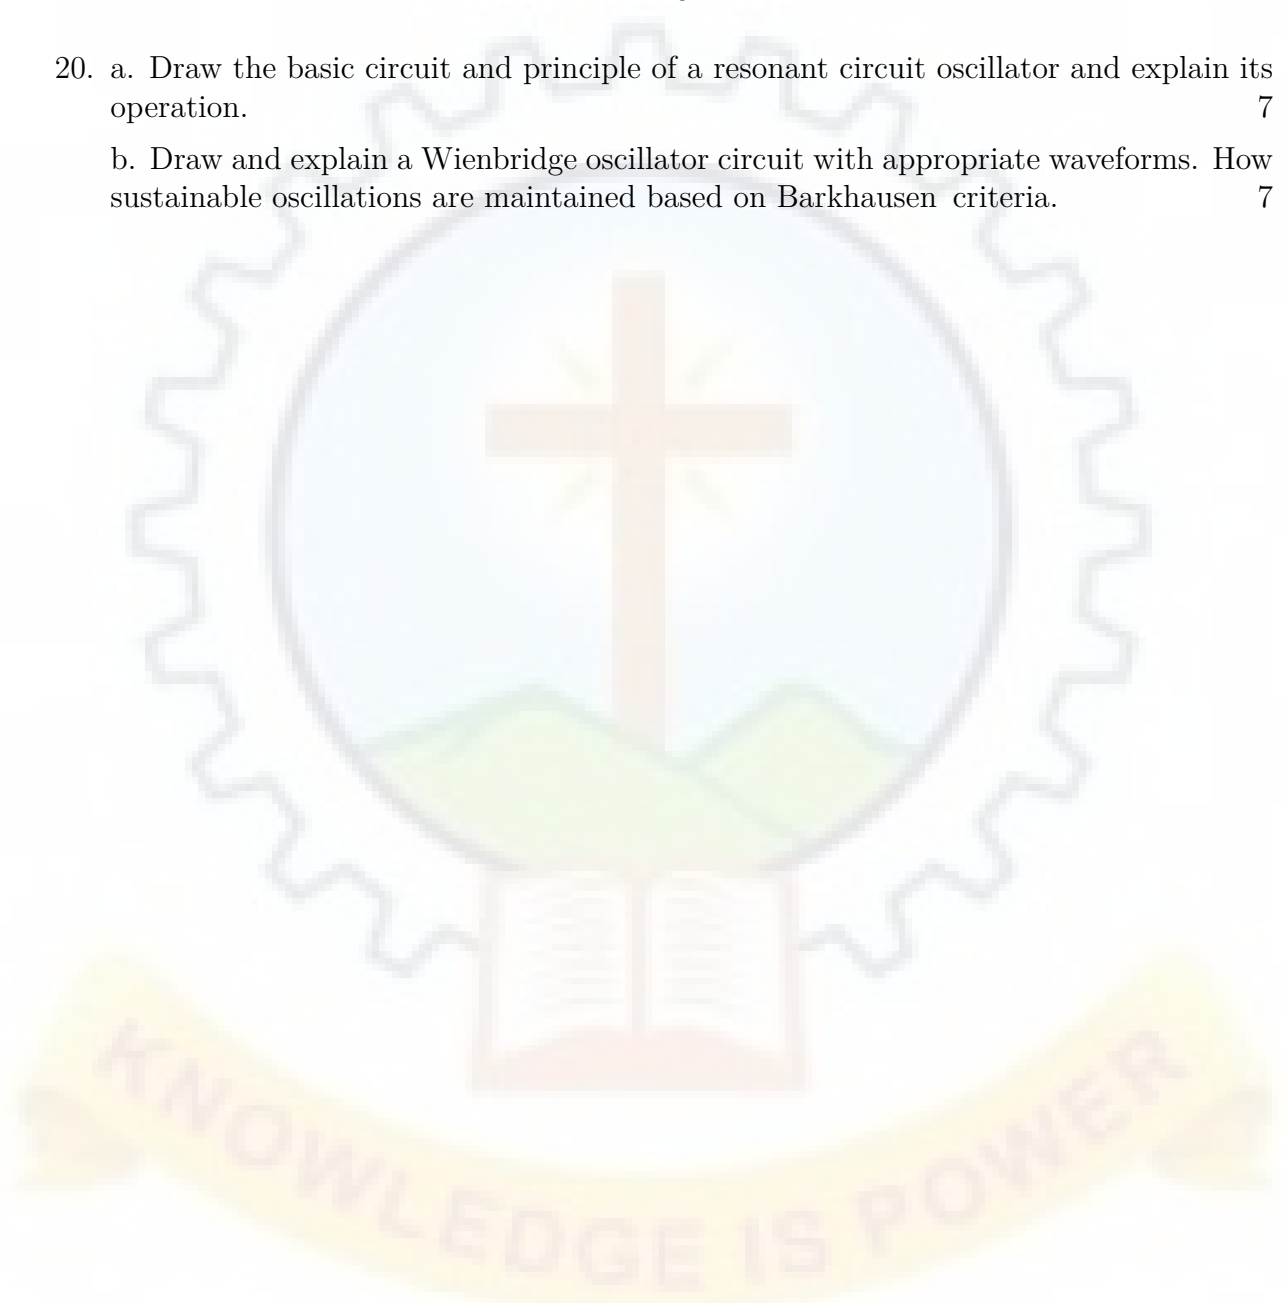 20. a. Draw the basic circuit and principle of a resonant circuit oscillator and explain its
operation. 7
b. Draw and explain a Wienbridge oscillator circuit with appropriate waveforms. How
sustainable oscillations are maintained based on Barkhausen criteria. 7
KNOWLEDGE IS POWER